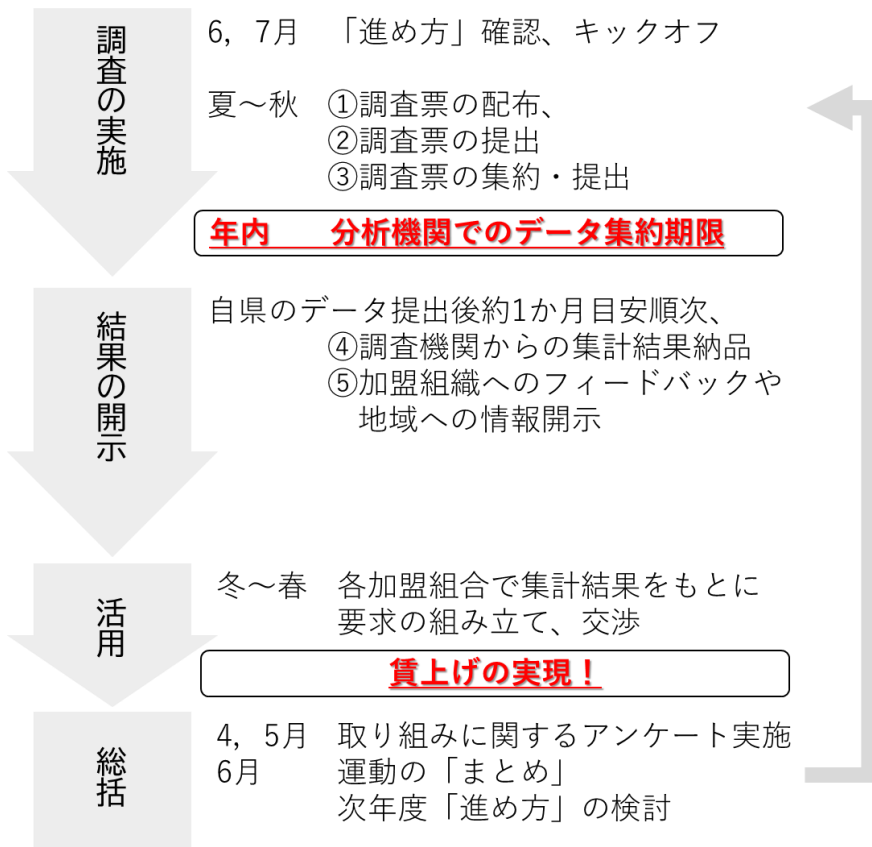 調査の実施
6，7月　「進め方」確認、キックオフ
夏～秋　①調査票の配布、
②調査票の提出
③調査票の集約・提出
年内　　分析機関でのデータ集約期限
結果の開示
自県のデータ提出後約1か月目安順次、
④調査機関からの集計結果納品
⑤加盟組織へのフィードバックや
地域への情報開示
活用
冬～春　各加盟組合で集計結果をもとに
要求の組み立て、交渉
賃上げの実現！
総括
4，5月　取り組みに関するアンケート実施
6月　　　運動の「まとめ」
次年度「進め方」の検討